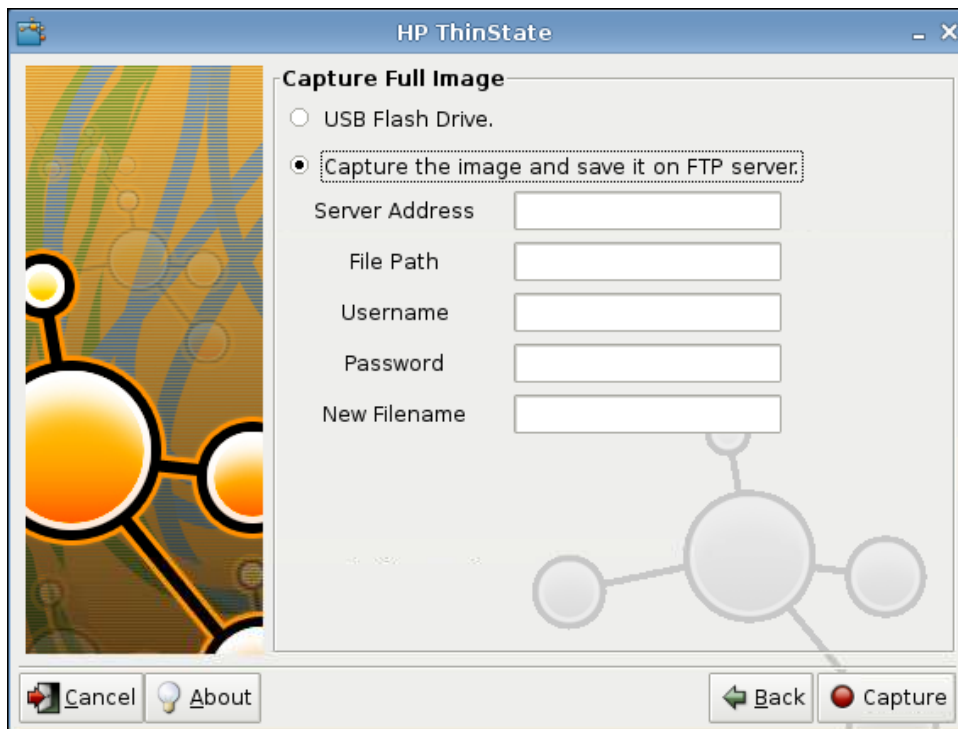 HP ThinState
Capture Full Image
USB Flash Drive.
Capture the image and save it on FTP server.
Server Address
File Path
Username
Password
New Filename
Cancel
About
Back
Capture